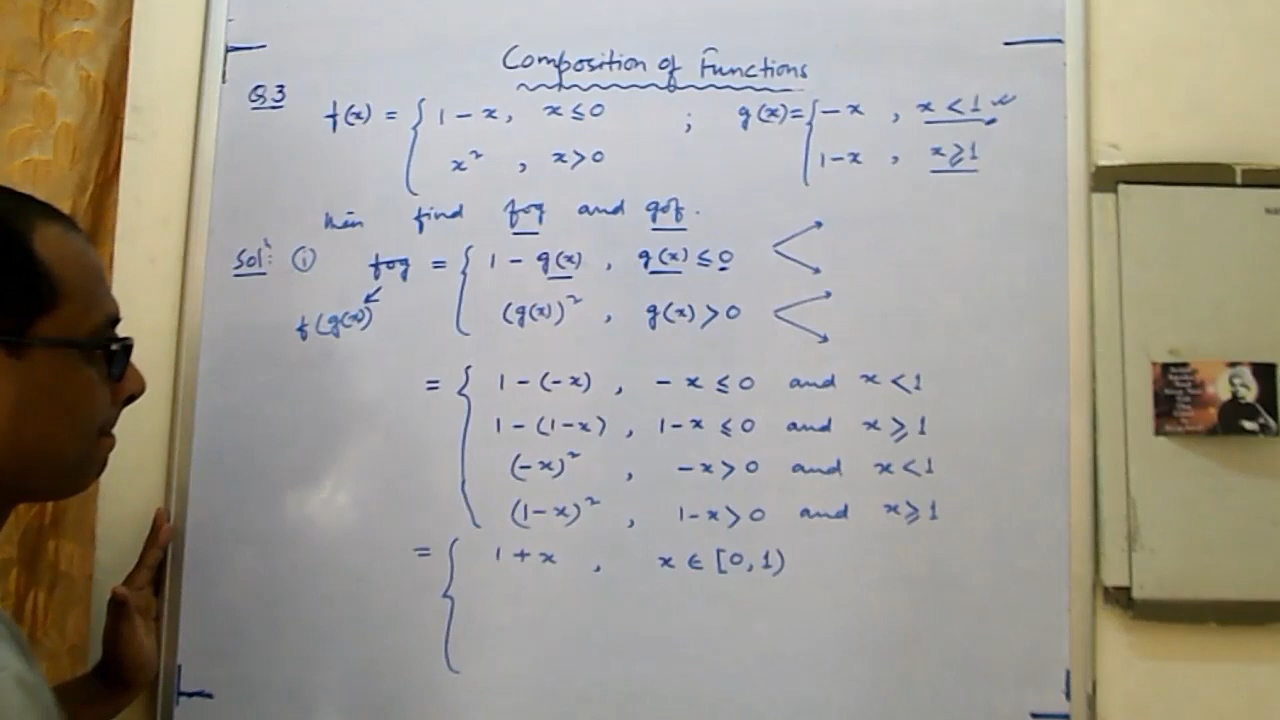 Composition of Functions
Q.3 f(x) = { 1 - x, x ≤ 0 ; g(x) = { -x , x < 1
x² , x > 0 1-x , x ≥ 1
then find fog and gof.
Solⁿ: (i) fog = { 1 - g(x) , g(x) ≤ 0
f(g(x)) (g(x))² , g(x) > 0
= { 1 - (-x) , - x ≤ 0 and x < 1
1 - (1-x) , 1-x ≤ 0 and x ≥ 1
(-x)² , -x > 0 and x < 1
(1-x)² , 1-x > 0 and x ≥ 1
= { 1 + x , x ∈ [0, 1)